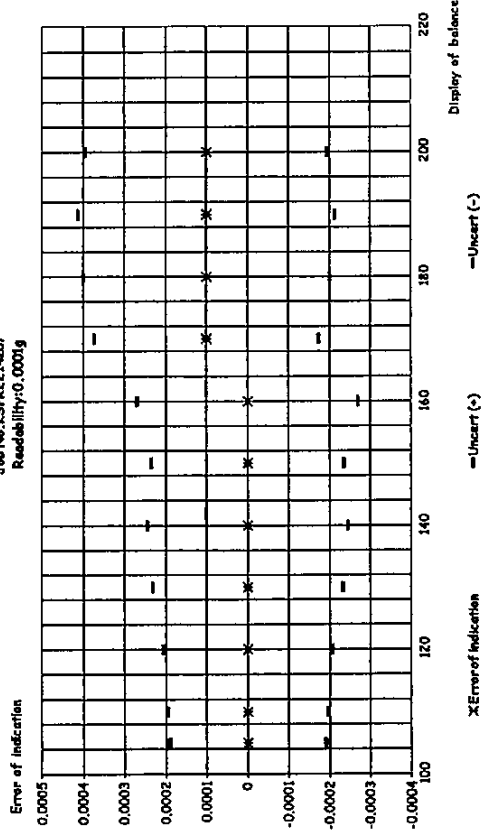 Readability:0.0001g
Error of indication
0.0005
0.0004
0.0003
0.0002
0.0001
0
-0.0001
-0.0002
-0.0003
-0.0004
100
120
140
160
180
200
220
Display of balance
Error of indication
Uncert (+)
Uncert (-)